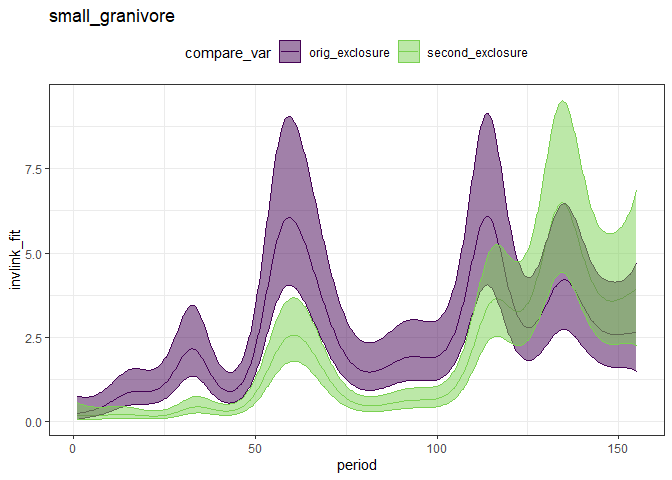 small_granivore
compare_var orig_exclosure second_exclosure
7.5
5.0
2.5
0.0
invlink_fit
0 50 100 150
period